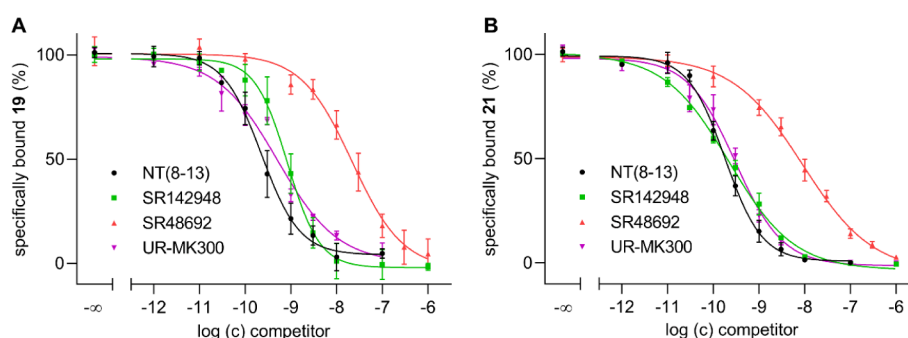 A
specifically bound 19 (%)
100
50
0
NT(8-13)
SR142948
SR48692
UR-MK300
-∞
-12
-11
-10
-9
-8
-7
-6
log (c) competitor
B
specifically bound 21 (%)
100
50
0
NT(8-13)
SR142948
SR48692
UR-MK300
-∞
-12
-11
-10
-9
-8
-7
-6
log (c) competitor